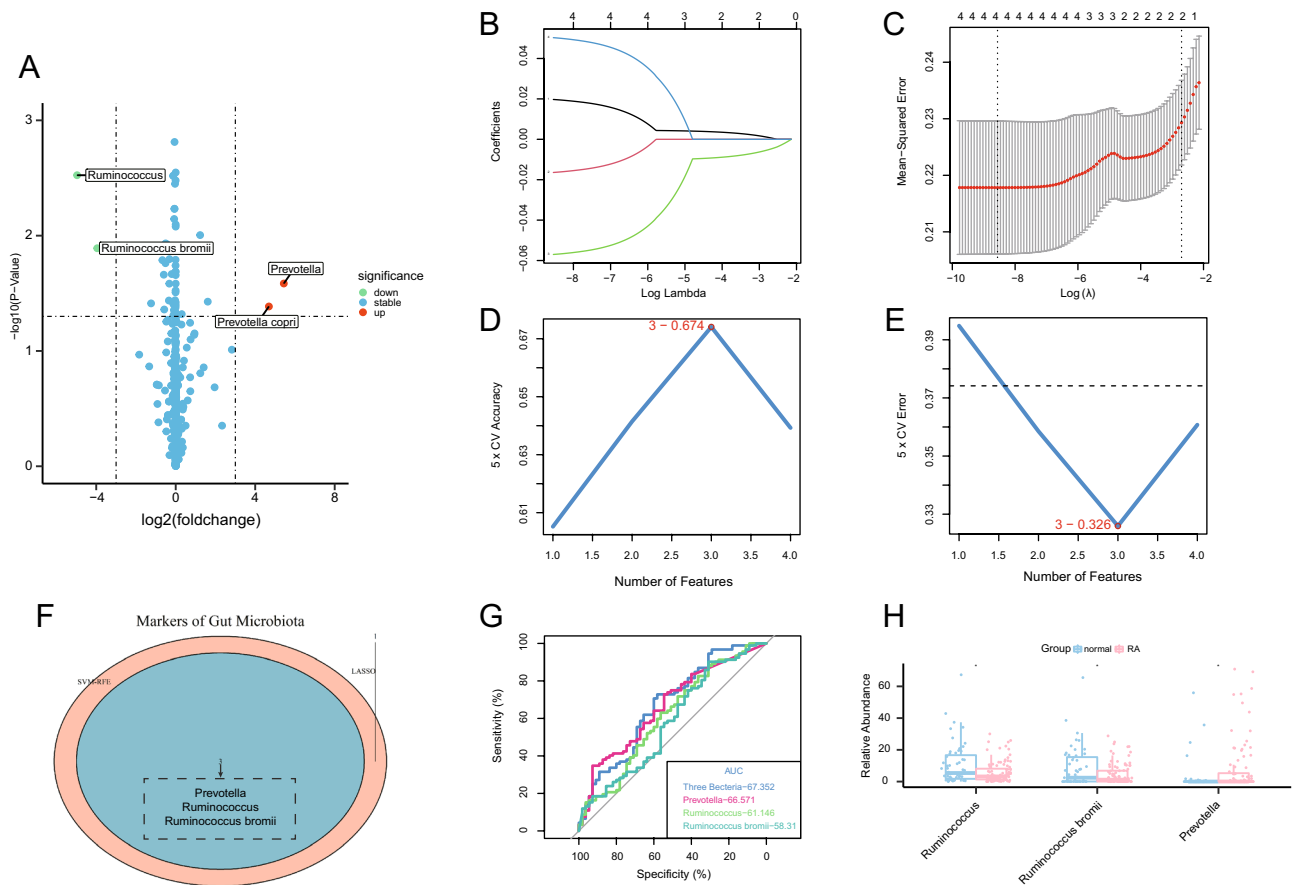 A
3
2
1
0
−log10(P−Value)
−4
0
4
8
log2(foldchange)
Ruminococcus
Ruminococcus bromii
Prevotella
Prevotella copri
significance
down
stable
up
B
4 4 4 4 3 2 0
0.04
0.02
0.00
−0.02
−0.04
−0.06
Coefficients
−8 −7 −6 −5 −4 −3 −2
Log Lambda
C
4 4 4 4 4 4 4 4 4 3 3 2 2 2 2 2 1
0.24
0.23
0.22
0.21
Mean−Squared Error
−10 −8 −6 −4 −2
Log(λ)
D
0.67
0.65
0.63
0.61
5 x CV Accuracy
3 − 0.674
1.0 1.5 2.0 2.5 3.0 3.5 4.0
Number of Features
E
0.39
0.37
0.35
0.33
5 x CV Error
3 − 0.326
1.0 1.5 2.0 2.5 3.0 3.5 4.0
Number of Features
F
Markers of Gut Microbiota
SVM-RFE
LASSO
1
3
Prevotella
Ruminococcus
Ruminococcus bromii
G
100
80
60
40
20
0
Sensitivity (%)
100 80 60 40 20 0
Specificity (%)
AUC
Three Becteria−67.352
Prevotella−66.571
Ruminococcus−61.146
Ruminococcus bromii−58.31
H
Group normal RA
60
40
20
0
Relative Abundance
Ruminococcus
Ruminococcus bromii
Prevotella